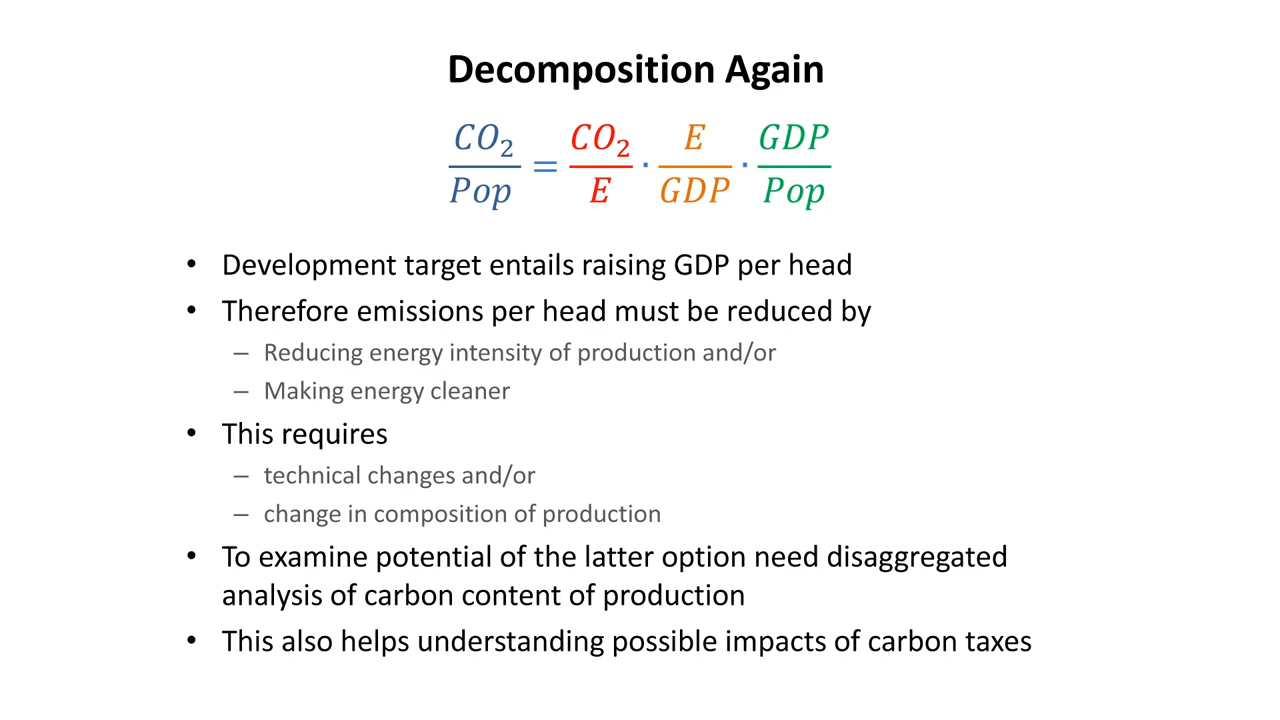 Decomposition Again
CO₂/Pop = CO₂/E · E/GDP · GDP/Pop
• Development target entails raising GDP per head
• Therefore emissions per head must be reduced by
– Reducing energy intensity of production and/or
– Making energy cleaner
• This requires
– technical changes and/or
– change in composition of production
• To examine potential of the latter option need disaggregated
analysis of carbon content of production
• This also helps understanding possible impacts of carbon taxes